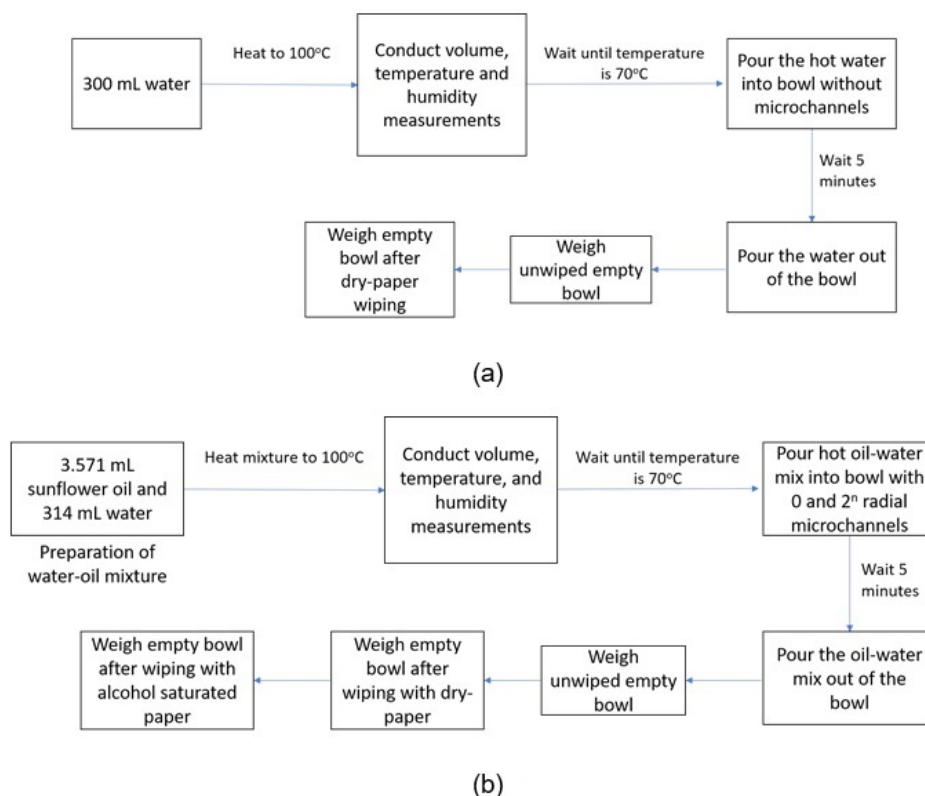 300 mL water
Heat to 100°C
Conduct volume,
temperature and
humidity
measurements
Wait until temperature
is 70°C
Pour the hot water
into bowl without
microchannels
Wait 5
minutes
Pour the water out
of the bowl
Weigh
unwiped empty
bowl
Weigh empty
bowl after
dry-paper
wiping
(a)
3.571 mL
sunflower oil and
314 mL water
Preparation of
water-oil mixture
Heat mixture to 100°C
Conduct volume,
temperature, and
humidity
measurements
Wait until temperature
is 70°C
Pour hot oil-water
mix into bowl with
0 and 2ⁿ radial
microchannels
Wait 5
minutes
Pour the oil-water
mix out of the
bowl
Weigh
unwiped empty
bowl
Weigh empty
bowl after
wiping with dry-
paper
Weigh empty bowl
after wiping with
alcohol saturated
paper
(b)